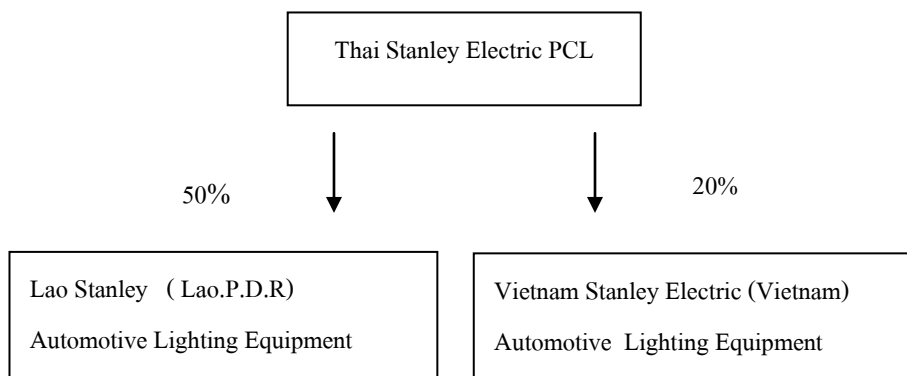 Thai Stanley Electric PCL
50%
20%
Lao Stanley ( Lao.P.D.R)
Automotive Lighting Equipment
Vietnam Stanley Electric (Vietnam)
Automotive Lighting Equipment